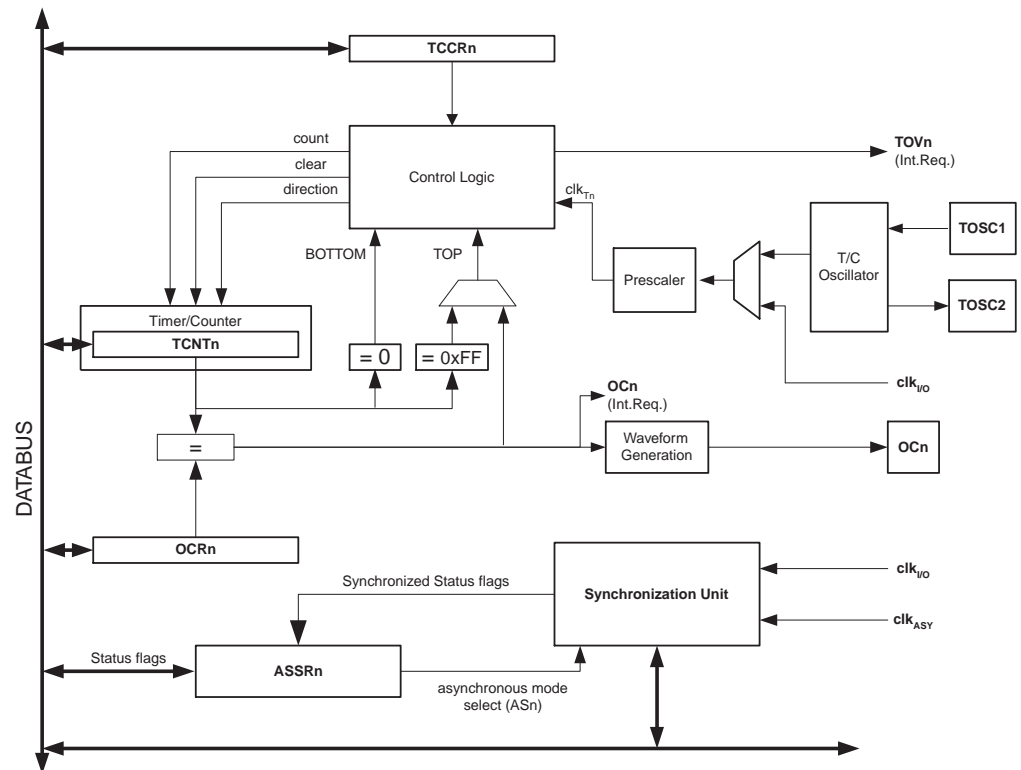 TCCRn
count
clear
direction
Control Logic
TOVn
(Int.Req.)
clkTn
BOTTOM
TOP
TOSC1
T/C
Oscillator
Prescaler
TOSC2
Timer/Counter
TCNTn
= 0
= 0xFF
clkI/O
OCn
(Int.Req.)
=
Waveform
Generation
OCn
DATABUS
OCRn
Synchronized Status flags
Synchronization Unit
clkI/O
clkASY
Status flags
ASSRn
asynchronous mode
select (ASn)